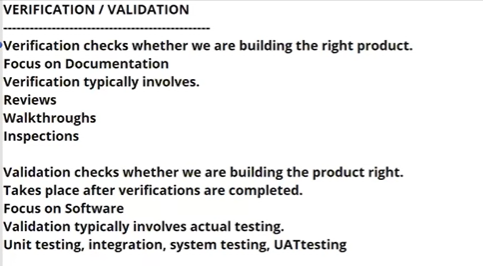 VERIFICATION / VALIDATION
----------------------------------------------
Verification checks whether we are building the right product.
Focus on Documentation
Verification typically involves.
Reviews
Walkthroughs
Inspections
Validation checks whether we are building the product right.
Takes place after verifications are completed.
Focus on Software
Validation typically involves actual testing.
Unit testing, integration, system testing, UATtesting